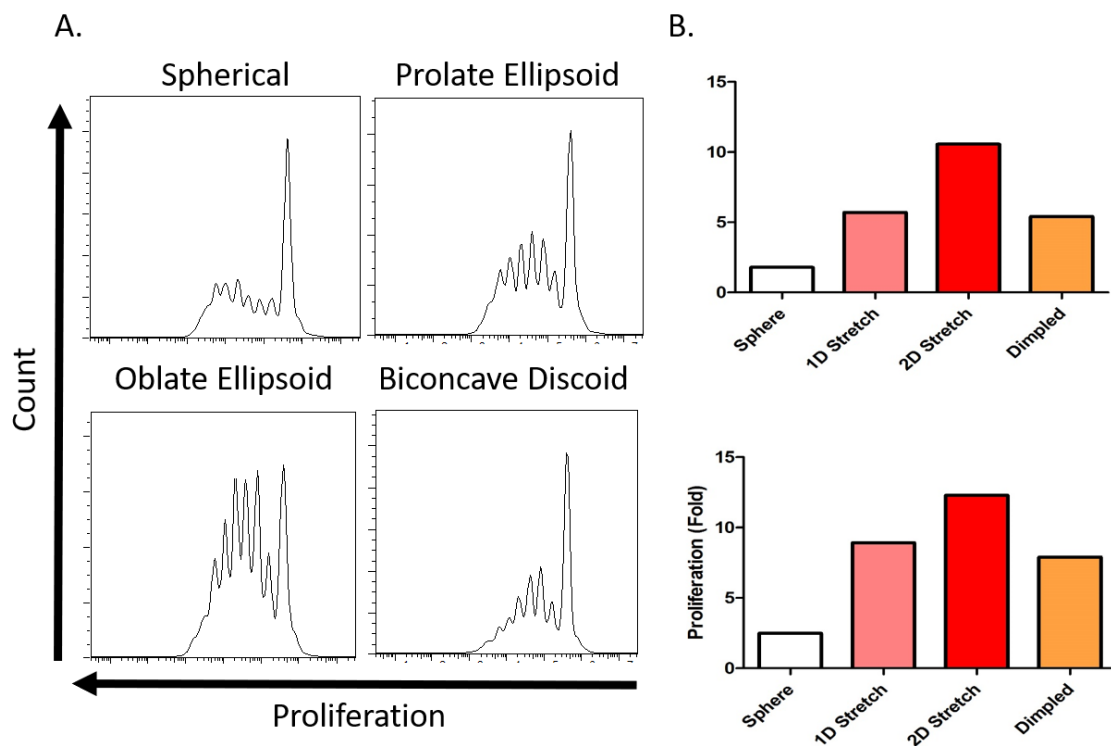 A.
Spherical
Prolate Ellipsoid
Oblate Ellipsoid
Biconcave Discoid
Count
Proliferation
B.
15
10
5
0
Sphere
1D Stretch
2D Stretch
Dimpled
Proliferation (Fold)
15
10
5
0
Sphere
1D Stretch
2D Stretch
Dimpled